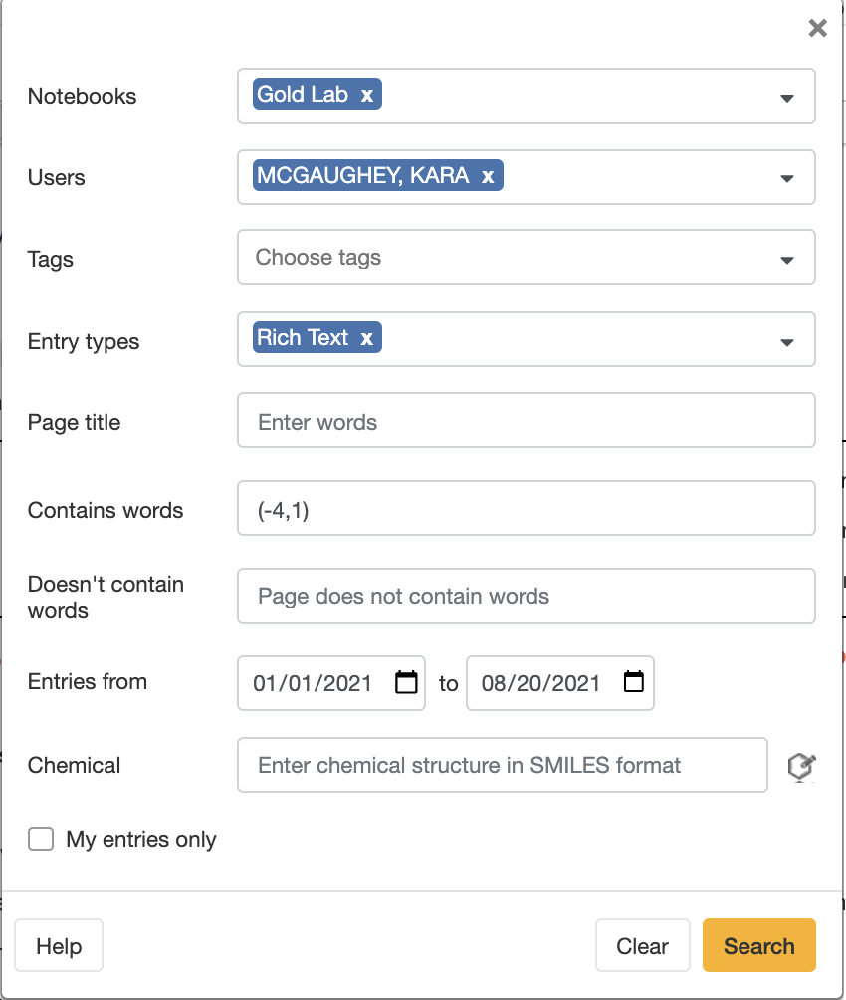 ×
Notebooks
Gold Lab x
Users
MCGAUGHEY, KARA x
Tags
Choose tags
Entry types
Rich Text x
Page title
Enter words
Contains words
(-4,1)
Doesn't contain
words
Page does not contain words
Entries from
01/01/2021 to 08/20/2021
Chemical
Enter chemical structure in SMILES format
My entries only
Help
Clear
Search